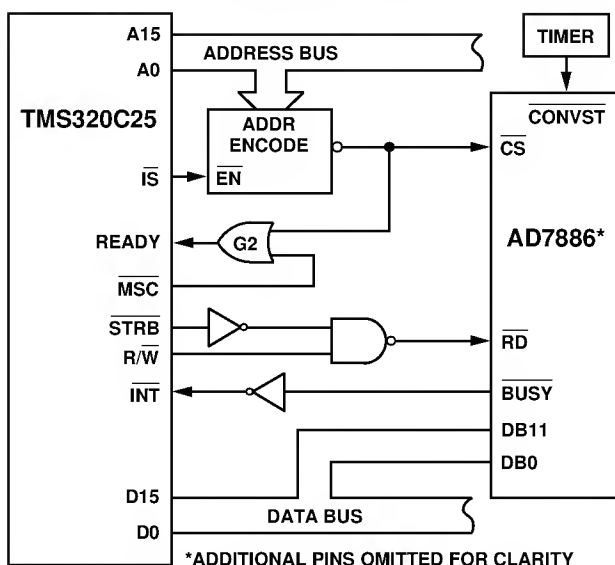 A15
ADDRESS BUS
A0
TIMER
TMS320C25
ADDR
ENCODE
CONVST
CS
IS
EN
READY
G2
AD7886*
MSC
STRB
R/W
RD
INT
BUSY
DB11
DB0
D15
DATA BUS
D0
*ADDITIONAL PINS OMITTED FOR CLARITY